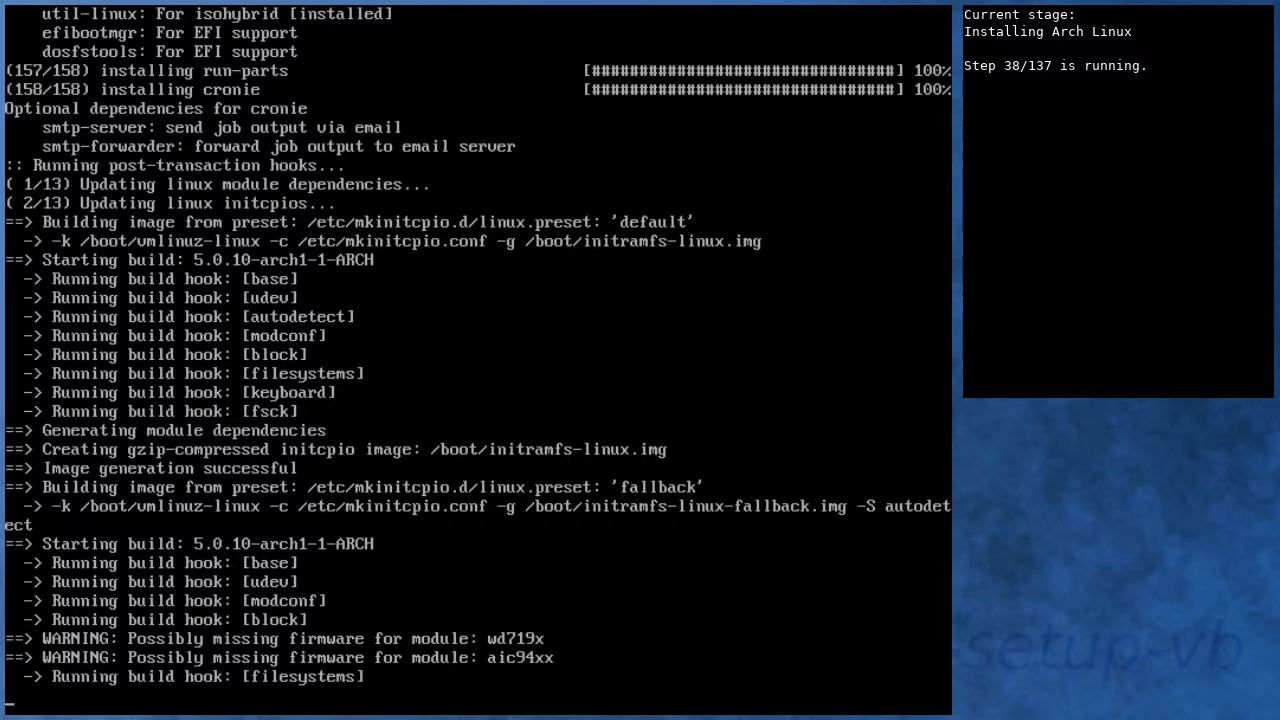 util-linux: For isohybrid [installed]
    efibootmgr: For EFI support
    dosfstools: For EFI support
(157/158) installing run-parts [################################] 100%
(158/158) installing cronie [################################] 100%
Optional dependencies for cronie
    smtp-server: send job output via email
    smtp-forwarder: forward job output to email server
:: Running post-transaction hooks...
( 1/13) Updating linux module dependencies...
( 2/13) Updating linux initcpios...
==> Building image from preset: /etc/mkinitcpio.d/linux.preset: 'default'
  -> -k /boot/vmlinuz-linux -c /etc/mkinitcpio.conf -g /boot/initramfs-linux.img
==> Starting build: 5.0.10-arch1-1-ARCH
  -> Running build hook: [base]
  -> Running build hook: [udev]
  -> Running build hook: [autodetect]
  -> Running build hook: [modconf]
  -> Running build hook: [block]
  -> Running build hook: [filesystems]
  -> Running build hook: [keyboard]
  -> Running build hook: [fsck]
==> Generating module dependencies
==> Creating gzip-compressed initcpio image: /boot/initramfs-linux.img
==> Image generation successful
==> Building image from preset: /etc/mkinitcpio.d/linux.preset: 'fallback'
  -> -k /boot/vmlinuz-linux -c /etc/mkinitcpio.conf -g /boot/initramfs-linux-fallback.img -S autodet
ect
==> Starting build: 5.0.10-arch1-1-ARCH
  -> Running build hook: [base]
  -> Running build hook: [udev]
  -> Running build hook: [modconf]
  -> Running build hook: [block]
==> WARNING: Possibly missing firmware for module: wd719x
==> WARNING: Possibly missing firmware for module: aic94xx
  -> Running build hook: [filesystems]
_
Current stage:
Installing Arch Linux
Step 38/137 is running.
-setup-vb